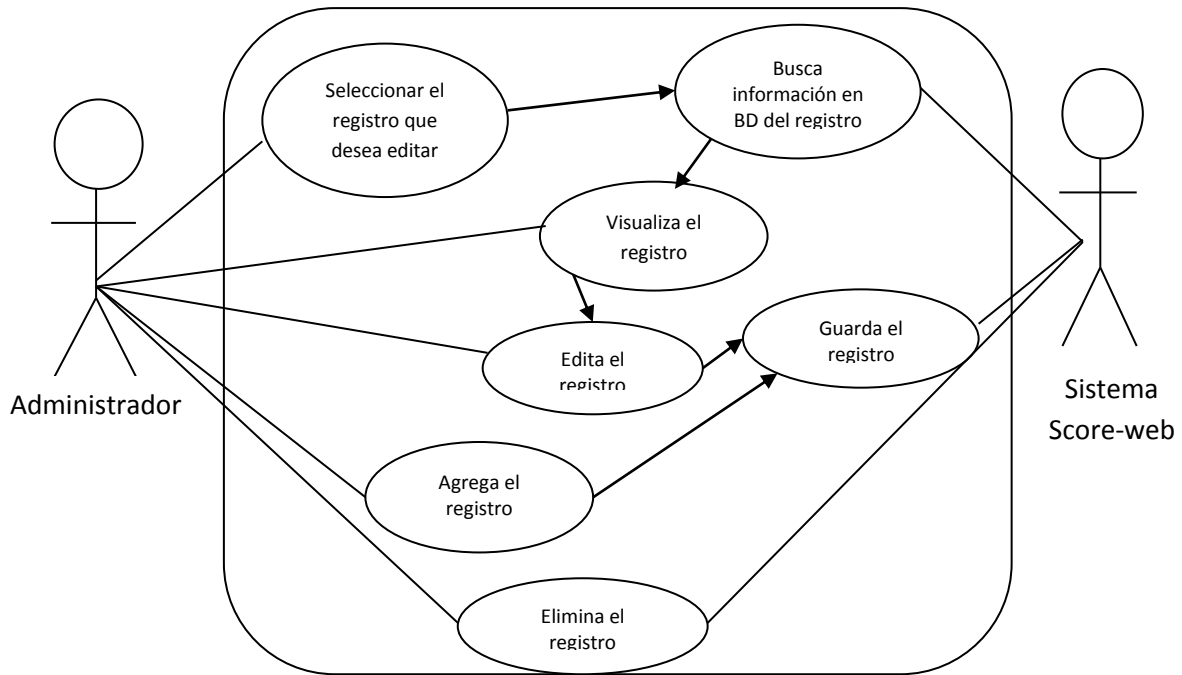 Seleccionar el
registro que
desea editar
Busca
información en
BD del registro
Visualiza el
registro
Edita el
registro
Guarda el
registro
Administrador
Sistema
Score-web
Agrega el
registro
Elimina el
registro